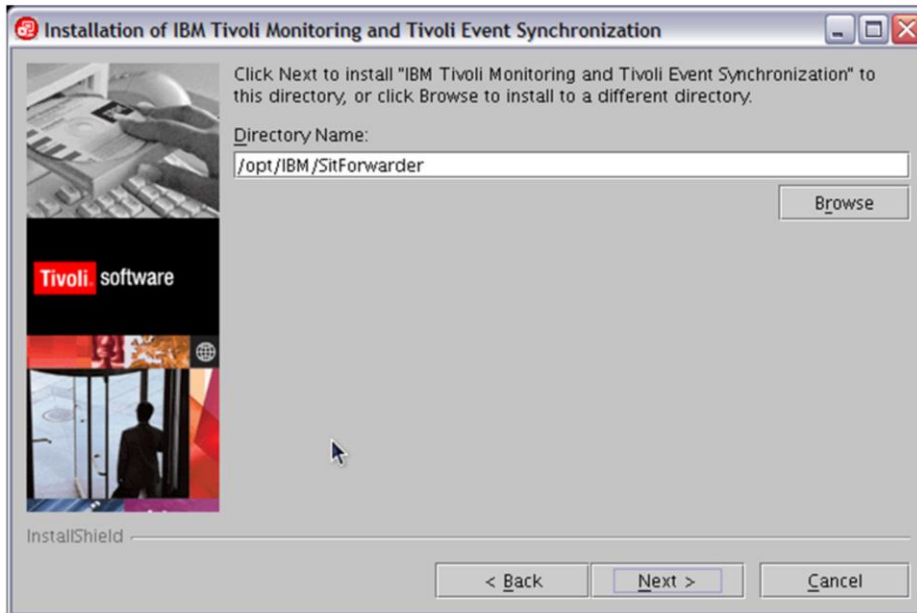 Installation of IBM Tivoli Monitoring and Tivoli Event Synchronization
Click Next to install "IBM Tivoli Monitoring and Tivoli Event Synchronization" to
this directory, or click Browse to install to a different directory.
Directory Name:
/opt/IBM/SitForwarder
Browse
Tivoli. software
InstallShield
< Back
Next >
Cancel